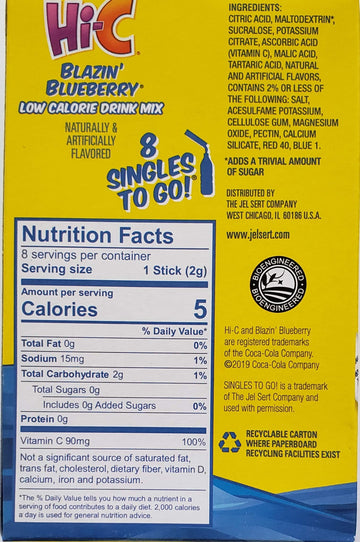 Hi-C®
BLAZIN'
BLUEBERRY®
LOW CALORIE DRINK MIX
NATURALLY &
ARTIFICIALLY
FLAVORED
8
SINGLES
TO GO!®
Nutrition Facts
8 servings per container
Serving size 1 Stick (2g)
Amount per serving
Calories 5
% Daily Value*
Total Fat 0g 0%
Sodium 15mg 1%
Total Carbohydrate 2g 1%
Total Sugars 0g
Includes 0g Added Sugars 0%
Protein 0g
Vitamin C 90mg 100%
Not a significant source of saturated fat,
trans fat, cholesterol, dietary fiber, vitamin D,
calcium, iron and potassium.
*The % Daily Value tells you how much a nutrient in a
serving of food contributes to a daily diet. 2,000 calories
a day is used for general nutrition advice.
INGREDIENTS:
CITRIC ACID, MALTODEXTRIN*,
SUCRALOSE, POTASSIUM
CITRATE, ASCORBIC ACID
(VITAMIN C), MALIC ACID,
TARTARIC ACID, NATURAL
AND ARTIFICIAL FLAVORS,
CONTAINS 2% OR LESS OF
THE FOLLOWING: SALT,
ACESULFAME POTASSIUM,
CELLULOSE GUM, MAGNESIUM
OXIDE, PECTIN, CALCIUM
SILICATE, RED 40, BLUE 1.
*ADDS A TRIVIAL AMOUNT
OF SUGAR
DISTRIBUTED BY
THE JEL SERT COMPANY
WEST CHICAGO, IL 60186 U.S.A.
www.jelsert.com
BIOENGINEERED
BIOENGINEERED
Hi-C and Blazin' Blueberry
are registered trademarks
of the Coca-Cola Company.
©2019 Coca-Cola Company
SINGLES TO GO! is a trademark
of The Jel Sert Company and
used with permission.
RECYCLABLE CARTON
WHERE PAPERBOARD
RECYCLING FACILITIES EXIST